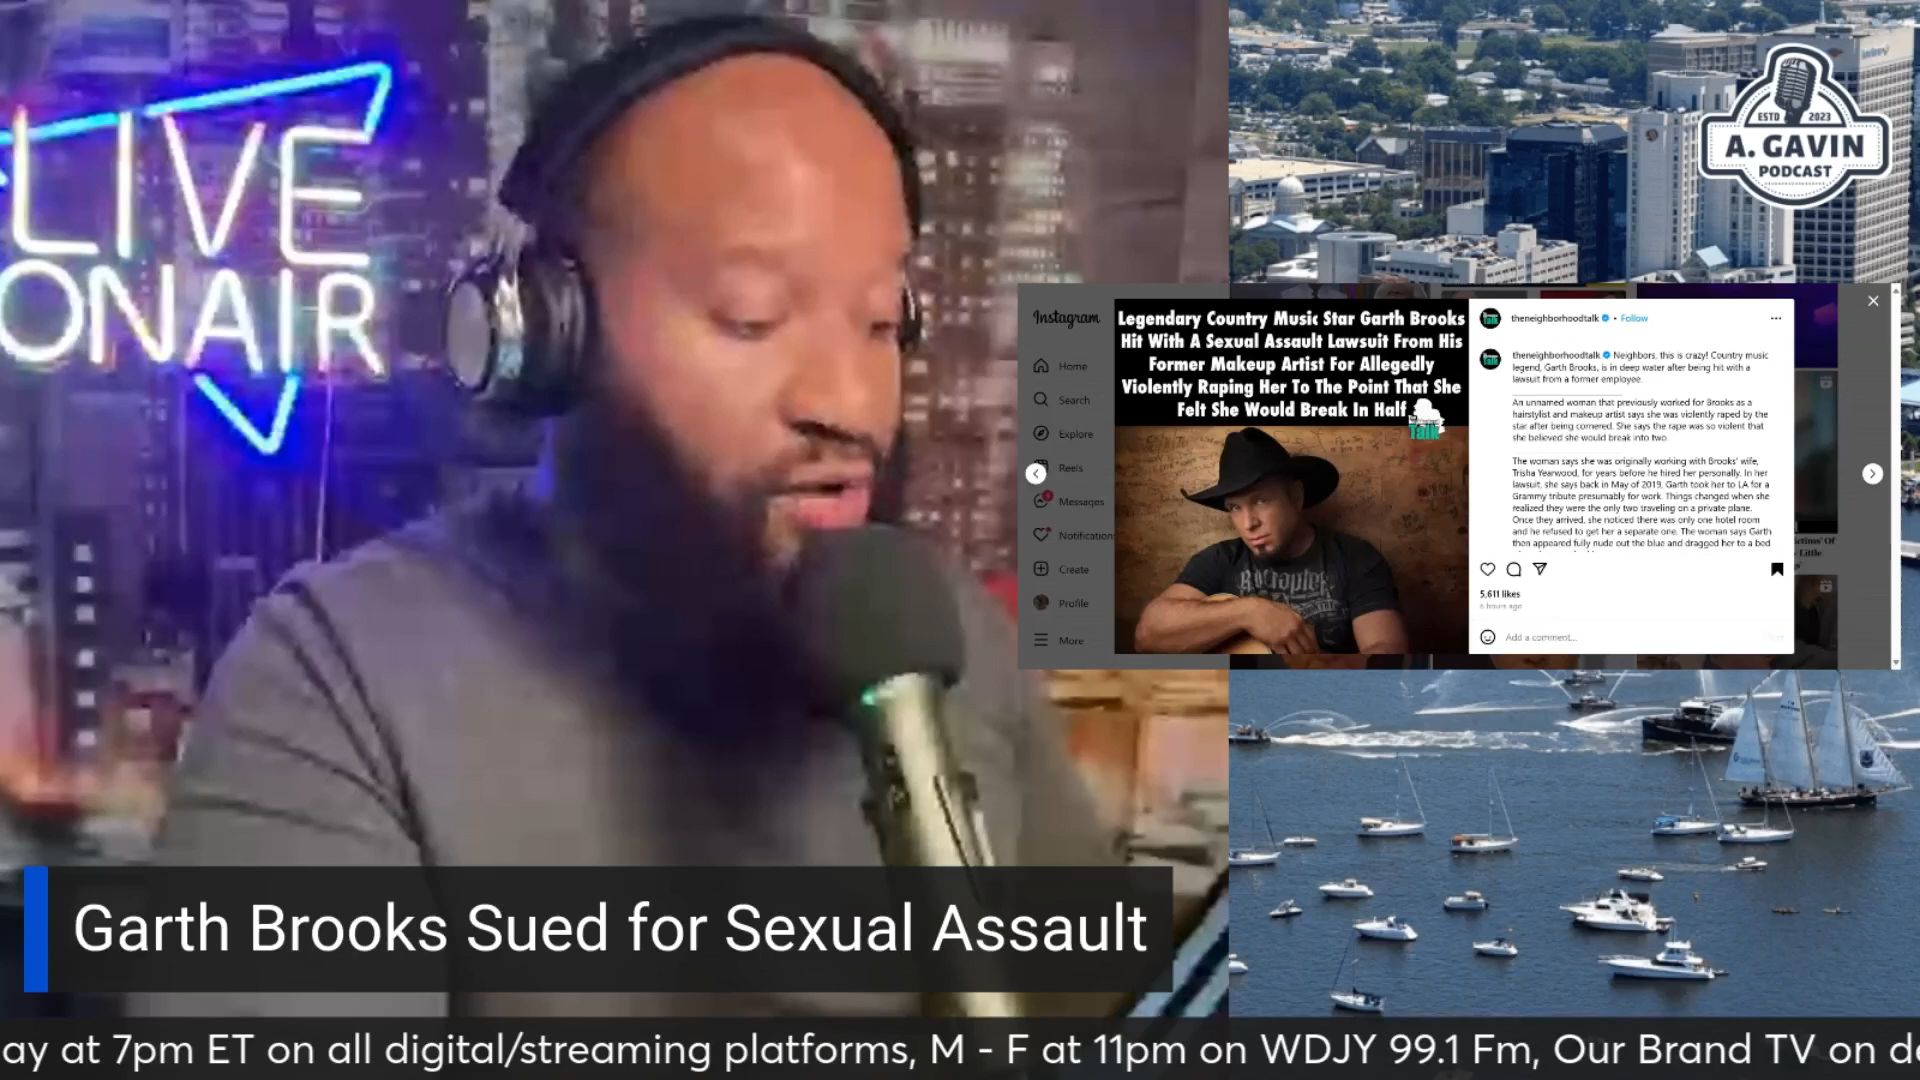 LIVE
ON AIR
ESTD 2023
A. GAVIN
PODCAST
Instagram
Home
Search
Explore
Reels
Messages
Notifications
Create
Profile
More
Legendary Country Music Star Garth Brooks
Hit With A Sexual Assault Lawsuit From His
Former Makeup Artist For Allegedly
Violently Raping Her To The Point That She
Felt She Would Break In Half
Talk
theneighborhoodtalk • Follow
theneighborhoodtalk Neighbors, this is crazy! Country music
legend, Garth Brooks, is in deep water after being hit with a
lawsuit from a former employee.
An unnamed woman that previously worked for Brooks as a
hairstylist and makeup artist says she was violently raped by the
star after being cornered. She says the rape was so violent that
she believed she would break into two.
The woman says she was originally working with Brooks' wife,
Trisha Yearwood, for years before he hired her personally. In her
lawsuit, she says back in May of 2019, Garth took her to LA for a
Grammy tribute presumably for work. Things changed when she
realized they were the only two traveling on a private plane.
Once they arrived, she noticed there was only one hotel room
and he refused to get her a separate one. The woman says Garth
then appeared fully nude out the blue and dragged her to a bed
5,611 likes
6 hours ago
Add a comment...
Of
Little
Garth Brooks Sued for Sexual Assault
ay at 7pm ET on all digital/streaming platforms, M - F at 11pm on WDJY 99.1 Fm, Our Brand TV on de